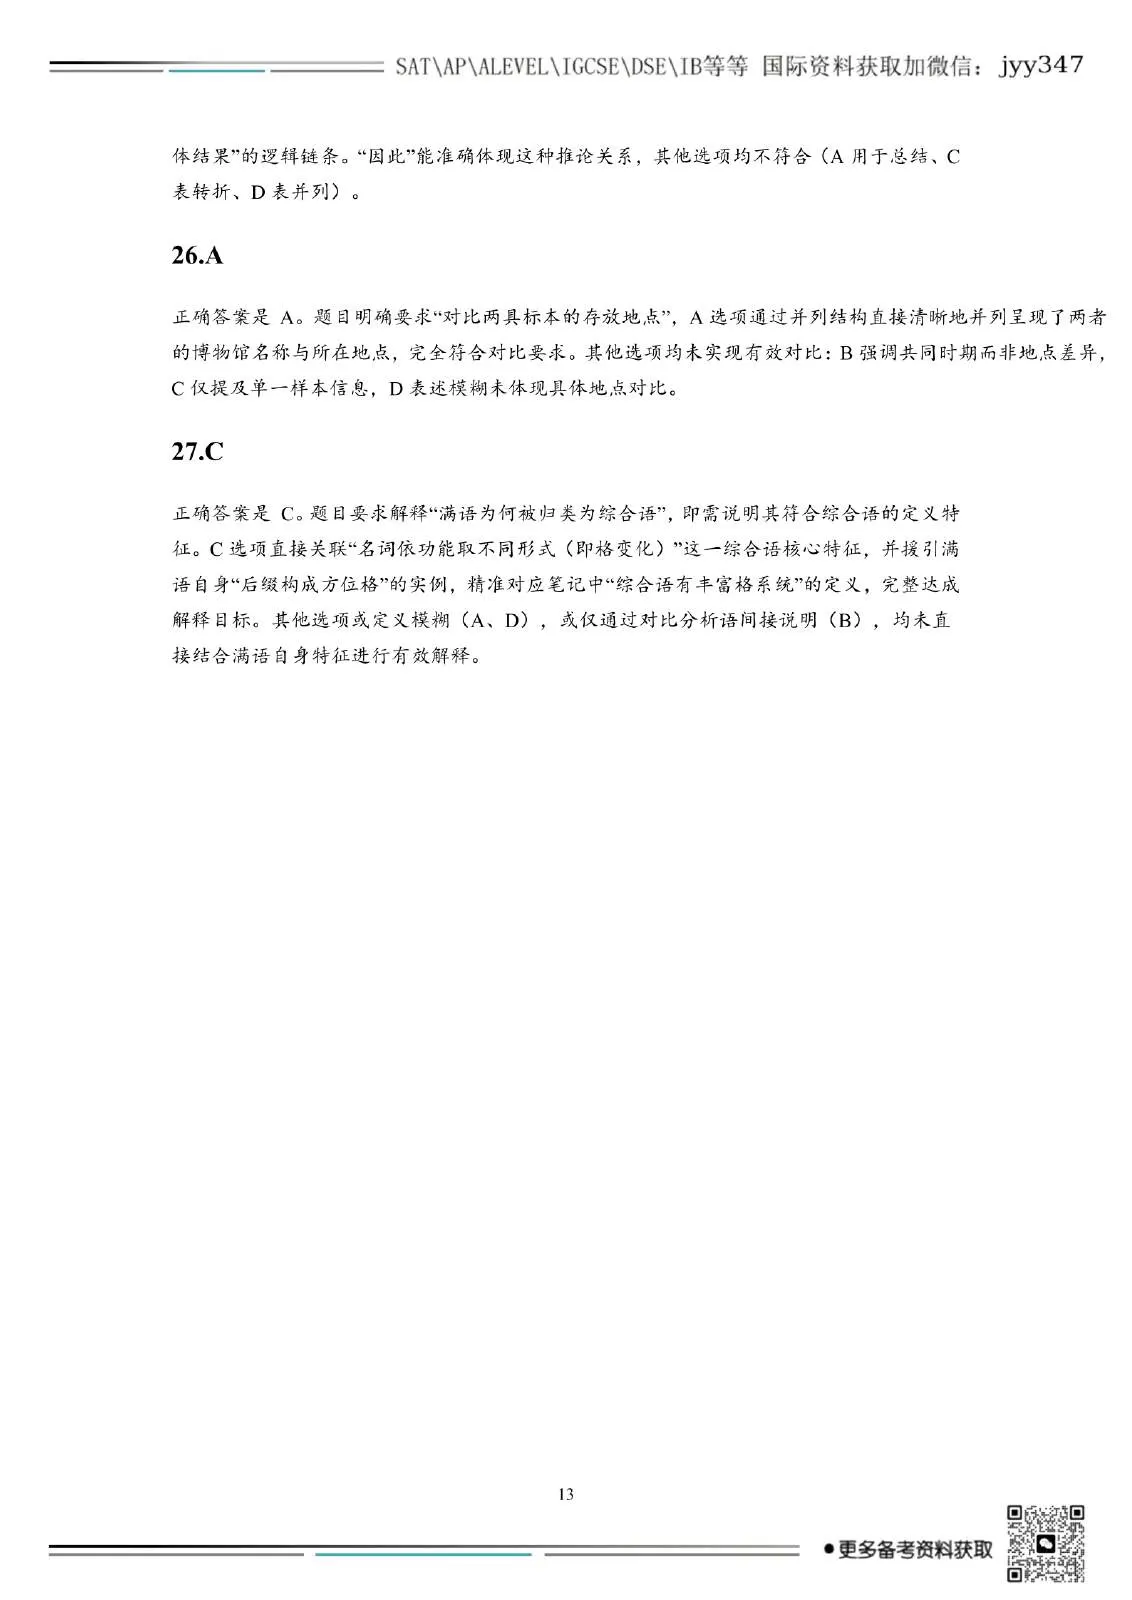 SAT\AP\ALEVEL\IGCSE\DSE\IB等等 国际资料获取加微信：jyy347
体结果”的逻辑链条。“因此”能准确体现这种推论关系，其他选项均不符合（A 用于总结、C
表转折、D 表并列）。
26.A
正确答案是 A。题目明确要求“对比两具标本的存放地点”，A 选项通过并列结构直接清晰地并列呈现了两者
的博物馆名称与所在地点，完全符合对比要求。其他选项均未实现有效对比：B 强调共同时期而非地点差异，
C 仅提及单一样本信息，D 表述模糊未体现具体地点对比。
27.C
正确答案是 C。题目要求解释“满语为何被归类为综合语”，即需说明其符合综合语的定义特
征。C 选项直接关联“名词依功能取不同形式（即格变化）”这一综合语核心特征，并援引满
语自身“后缀构成方位格”的实例，精准对应笔记中“综合语有丰富格系统”的定义，完整达成
解释目标。其他选项或定义模糊（A、D），或仅通过对比分析语间接说明（B），均未直
接结合满语自身特征进行有效解释。
13
●更多备考资料获取